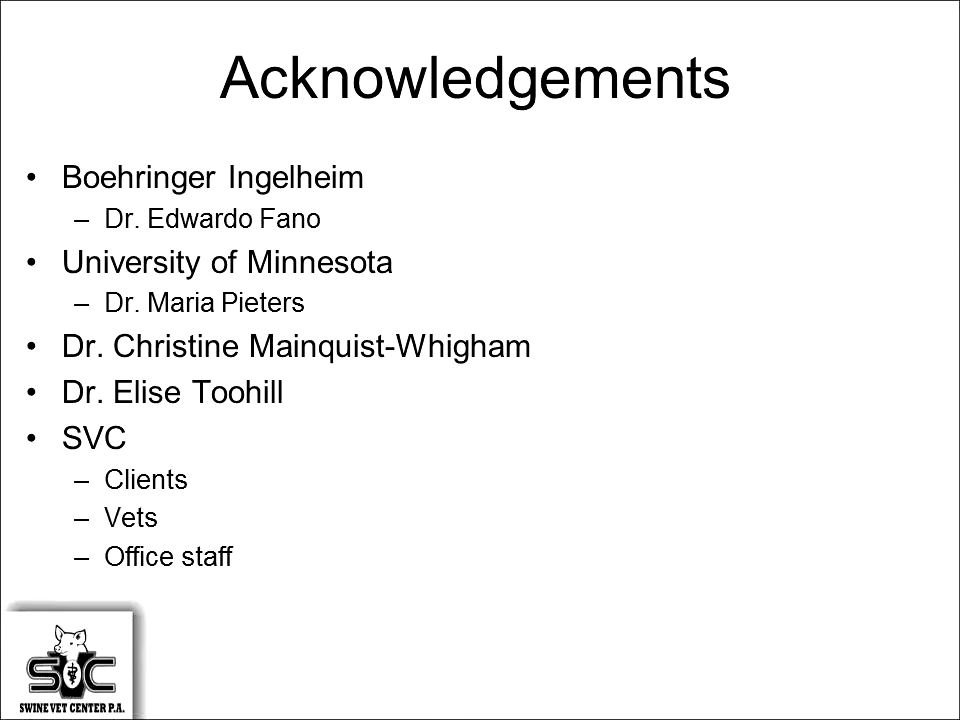 Acknowledgements
• Boehringer Ingelheim
– Dr. Edwardo Fano
• University of Minnesota
– Dr. Maria Pieters
• Dr. Christine Mainquist-Whigham
• Dr. Elise Toohill
• SVC
– Clients
– Vets
– Office staff
SVC
SWINE VET CENTER P.A.